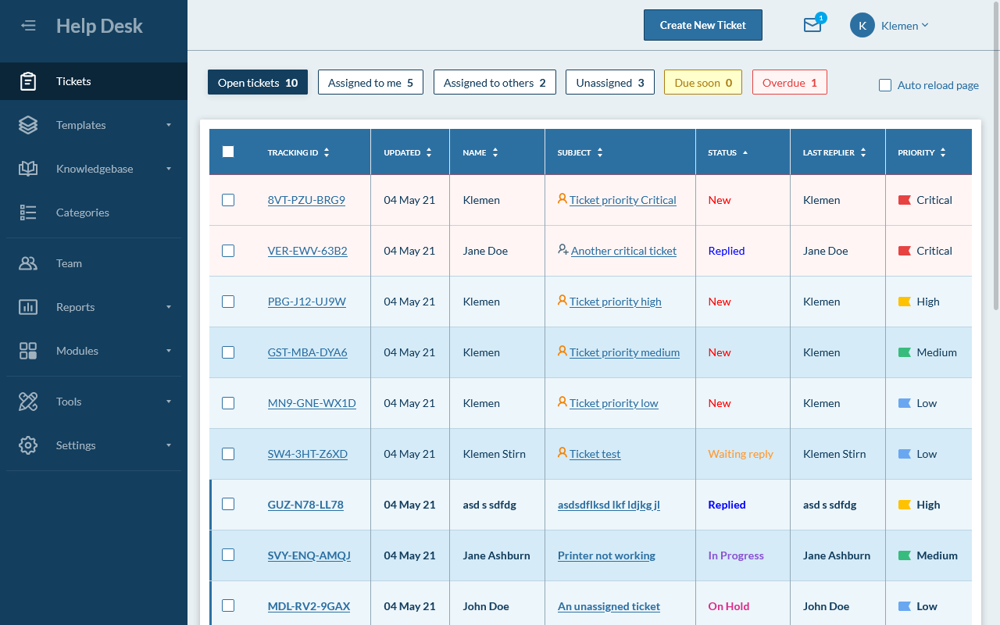 Help Desk
Create New Ticket
1
K
Klemen
Tickets
Templates
Knowledgebase
Categories
Team
Reports
Modules
Tools
Settings
Open tickets 10
Assigned to me 5
Assigned to others 2
Unassigned 3
Due soon 0
Overdue 1
Auto reload page
TRACKING ID UPDATED NAME SUBJECT STATUS LAST REPLIER PRIORITY
8VT-PZU-BRG9 04 May 21 Klemen Ticket priority Critical New Klemen Critical
VER-EWV-63B2 04 May 21 Jane Doe Another critical ticket Replied Jane Doe Critical
PBG-J12-UJ9W 04 May 21 Klemen Ticket priority high New Klemen High
GST-MBA-DYA6 04 May 21 Klemen Ticket priority medium New Klemen Medium
MN9-GNE-WX1D 04 May 21 Klemen Ticket priority low New Klemen Low
SW4-3HT-Z6XD 04 May 21 Klemen Stirn Ticket test Waiting reply Klemen Stirn Low
GUZ-N78-LL78 04 May 21 asd s sdfdg asdsdflksd lkf ldjkg jl Replied asd s sdfdg High
SVY-ENQ-AMQJ 04 May 21 Jane Ashburn Printer not working In Progress Jane Ashburn Medium
MDL-RV2-9GAX 04 May 21 John Doe An unassigned ticket On Hold John Doe Low